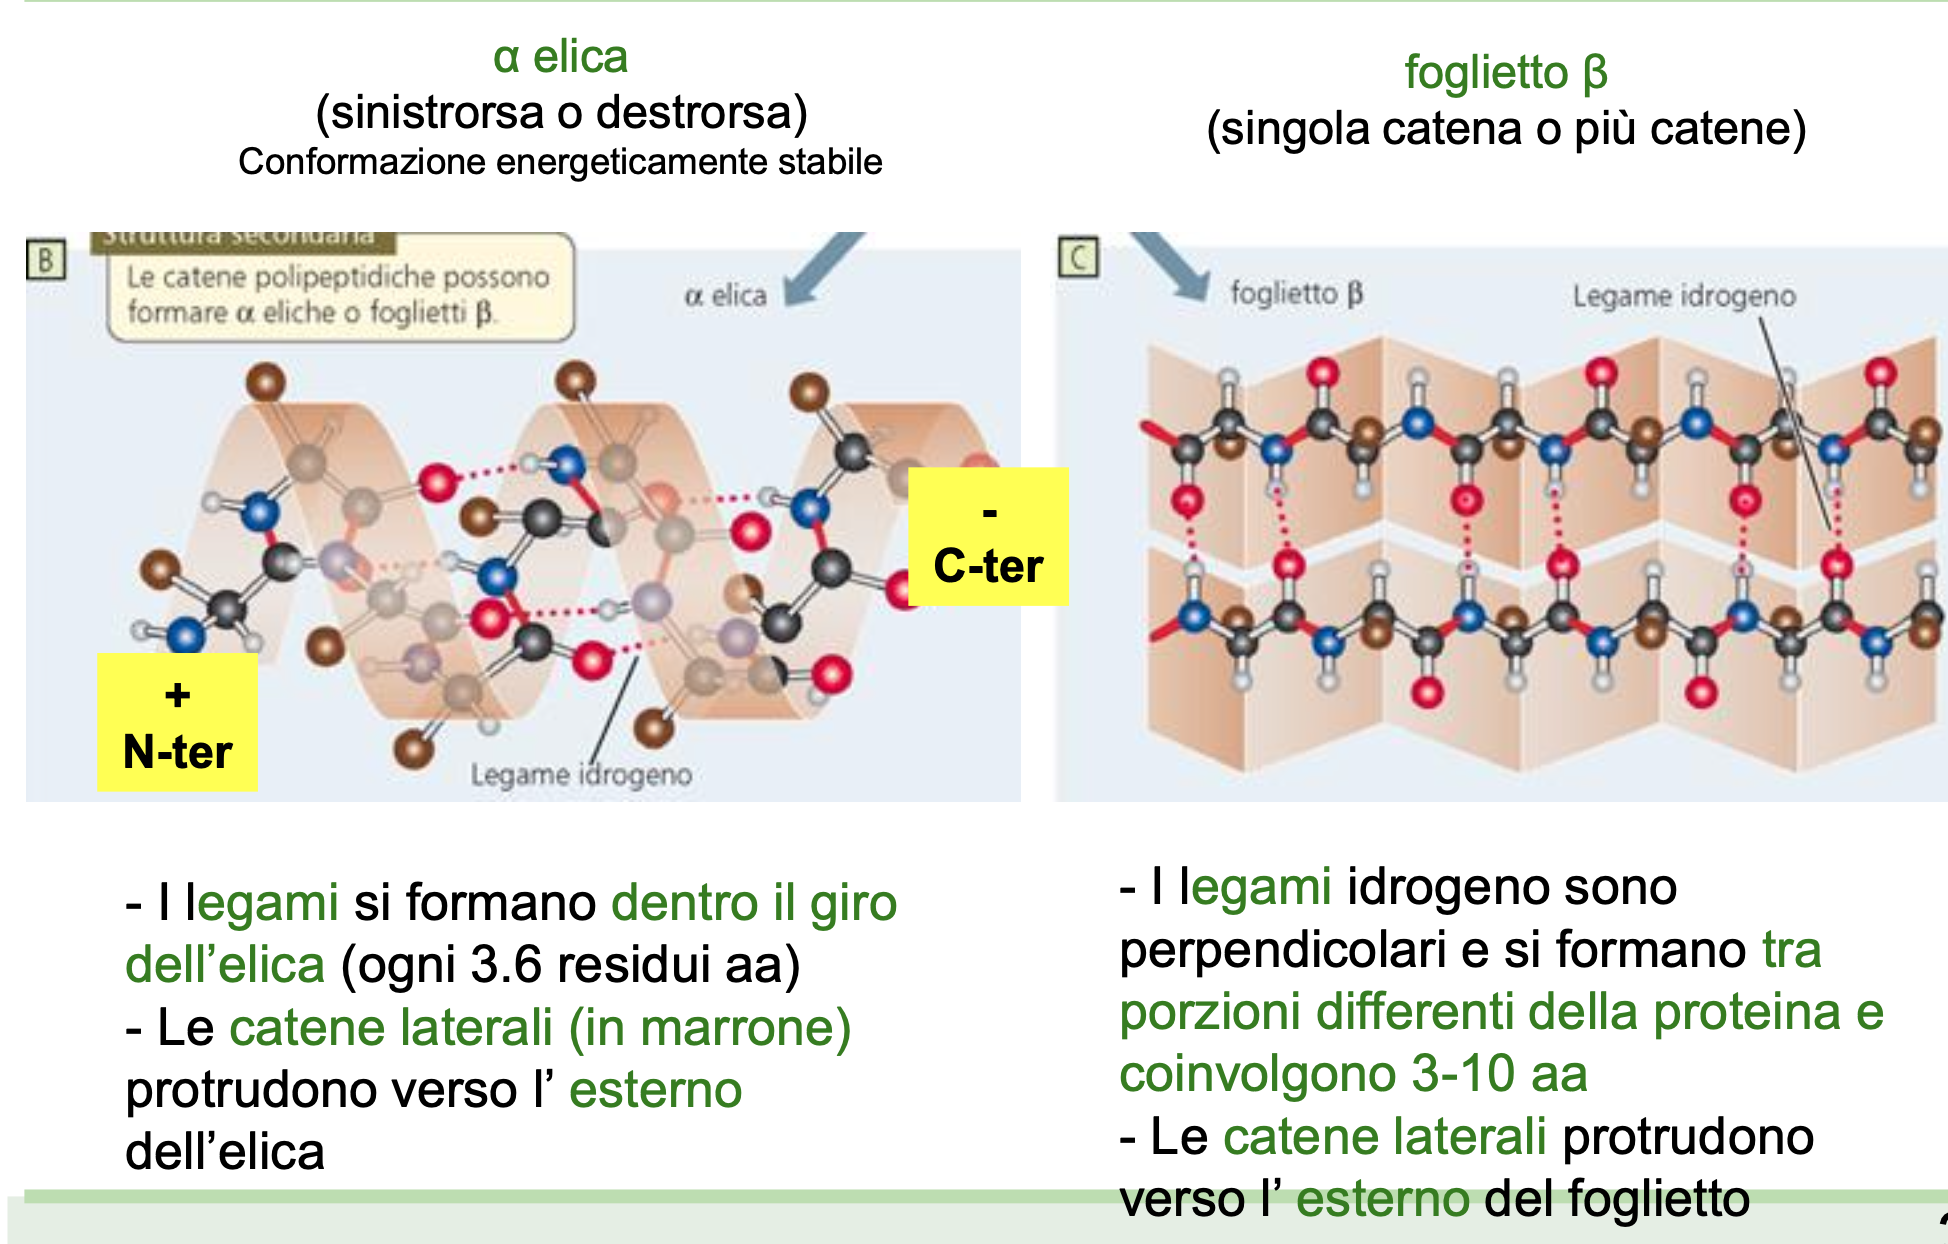 α elica
(sinistrorsa o destrorsa)
Conformazione energeticamente stabile
foglietto β
(singola catena o più catene)
B
Struttura secondaria
Le catene polipeptidiche possono
formare α eliche o foglietti β.
α elica
-
C-ter
+
N-ter
Legame idrogeno
C
foglietto β
Legame idrogeno
- I legami si formano dentro il giro
dell’elica (ogni 3.6 residui aa)
- Le catene laterali (in marrone)
protrudono verso l’ esterno
dell’elica
- I legami idrogeno sono
perpendicolari e si formano tra
porzioni differenti della proteina e
coinvolgono 3-10 aa
- Le catene laterali protrudono
verso l’ esterno del foglietto